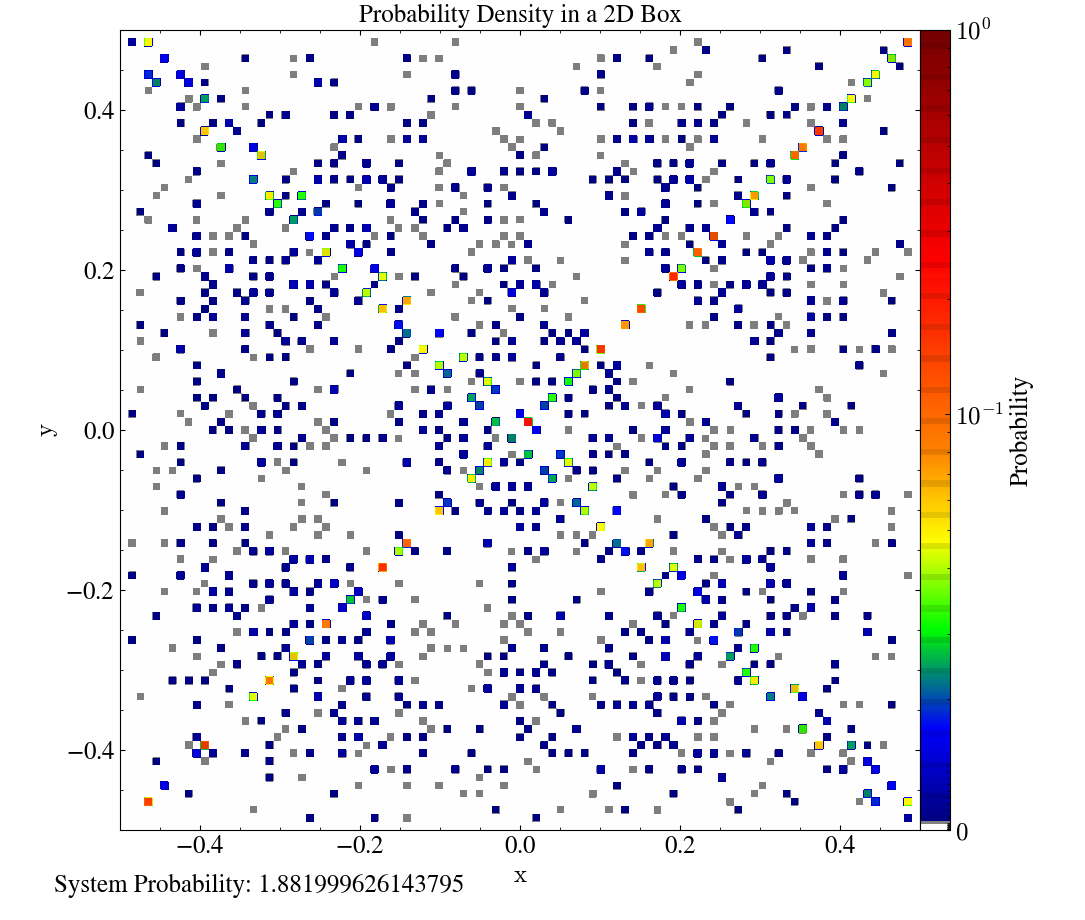 Probability Density in a 2D Box
y
0.4
0.2
0.0
−0.2
−0.4
−0.4 −0.2 0.0 0.2 0.4
x
10⁰
10⁻¹
0
Probability
System Probability: 1.881999626143795